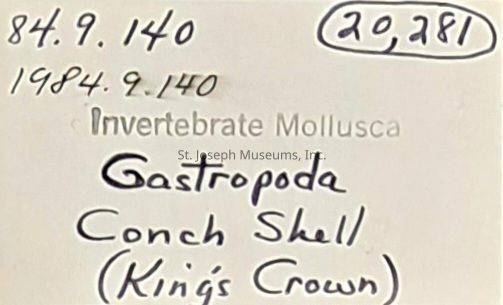 84.9.140 20,281
1984.9.140
Invertebrate Mollusca
St. Joseph Museums, Inc.
Gastropoda
Conch Shell
(King's Crown)